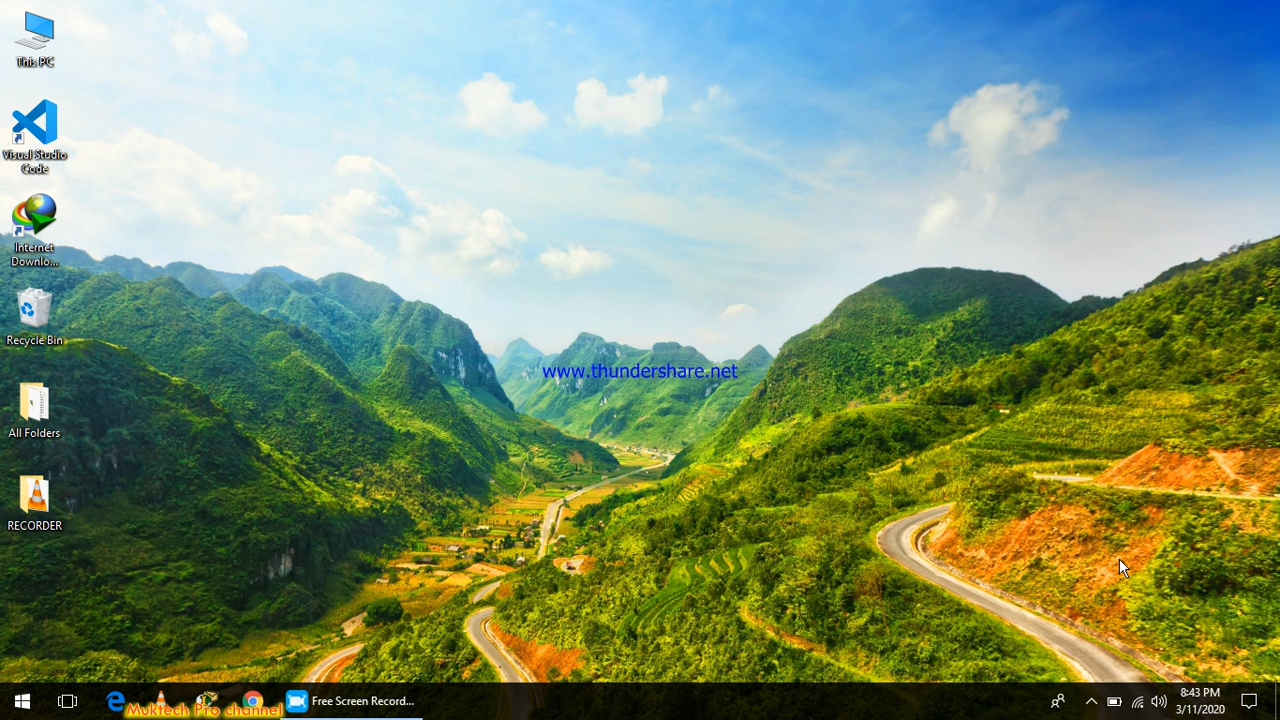 This PC
Visual Studio
Code
Internet
Downlo...
Recycle Bin
All Folders
RECORDER
www.thundershare.net
Muktech Pro channel
Free Screen Record...
8:43 PM
3/11/2020